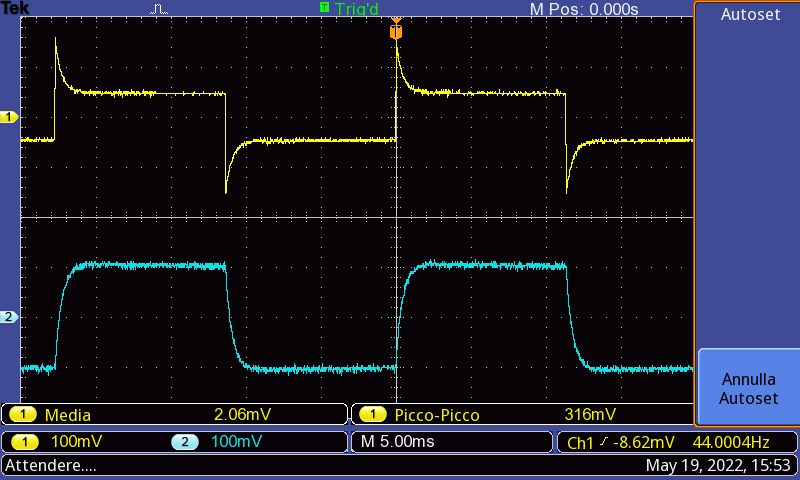 Tek T Trig'd M Pos: 0.000s Autoset
T
1
2
1 Media 2.06mV 1 Picco-Picco 316mV
1 100mV 2 100mV M 5.00ms Ch1 -8.62mV 44.0004Hz
Attendere.... May 19, 2022, 15:53
Annulla
Autoset